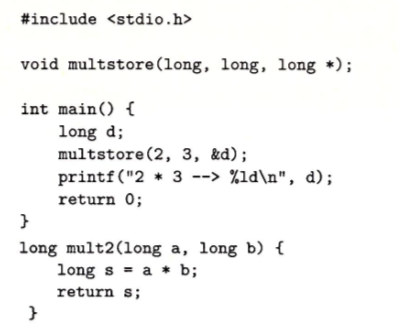 #include <stdio.h>
void multstore(long, long, long *);
int main() {
    long d;
    multstore(2, 3, &d);
    printf("2 * 3 --> %ld\n", d);
    return 0;
}
long mult2(long a, long b) {
    long s = a * b;
    return s;
}